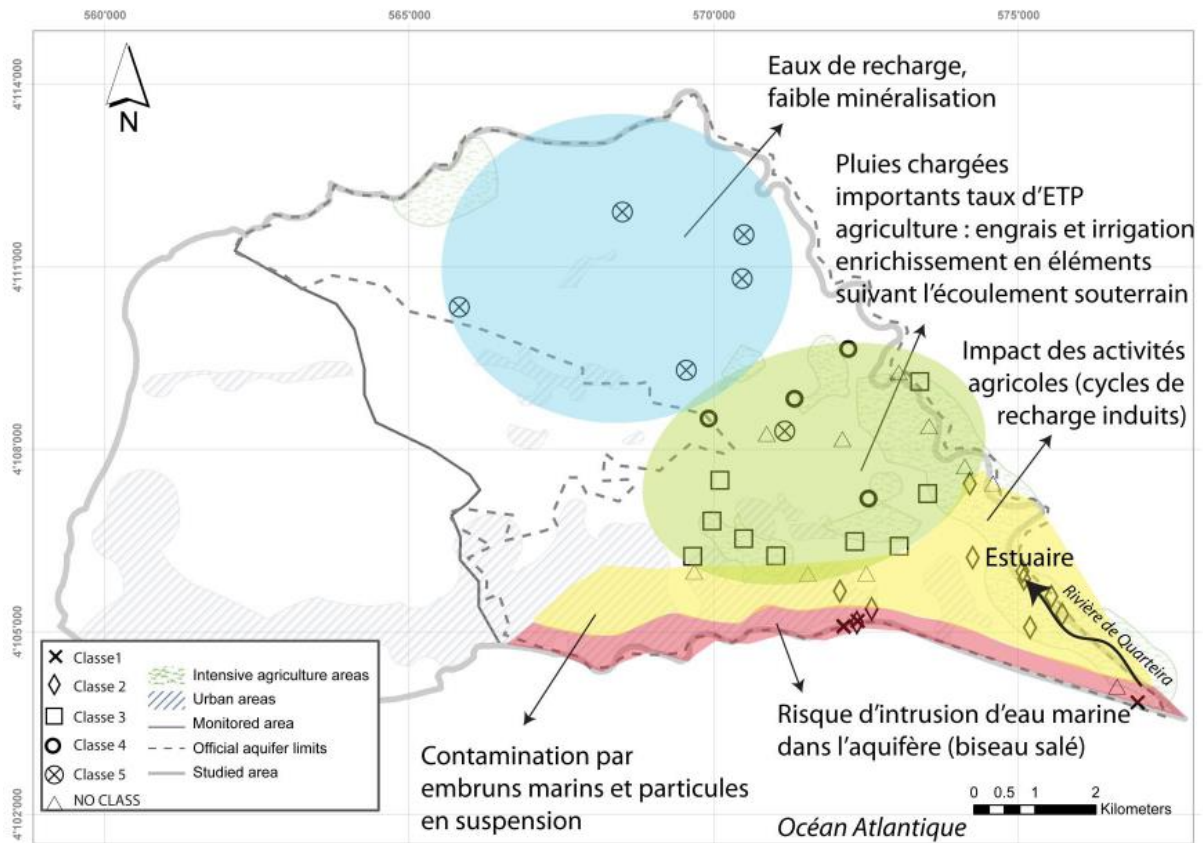 560'000
565'000
570'000
575'000
4'114'000
4'111'000
4'108'000
4'105'000
4'102'000
N
Eaux de recharge,
faible minéralisation
Pluies chargées
importants taux d'ETP
agriculture : engrais et irrigation
enrichissement en éléments
suivant l'écoulement souterrain
Impact des activités
agricoles (cycles de
recharge induits)
Estuaire
Rivière de Quarteira
Classe1
Classe 2
Classe 3
Classe 4
Classe 5
NO CLASS
Intensive agriculture areas
Urban areas
Monitored area
Official aquifer limits
Studied area
Contamination par
embruns marins et particules
en suspension
Risque d'intrusion d'eau marine
dans l'aquifère (biseau salé)
0 0.5 1 2
Kilometers
Océan Atlantique